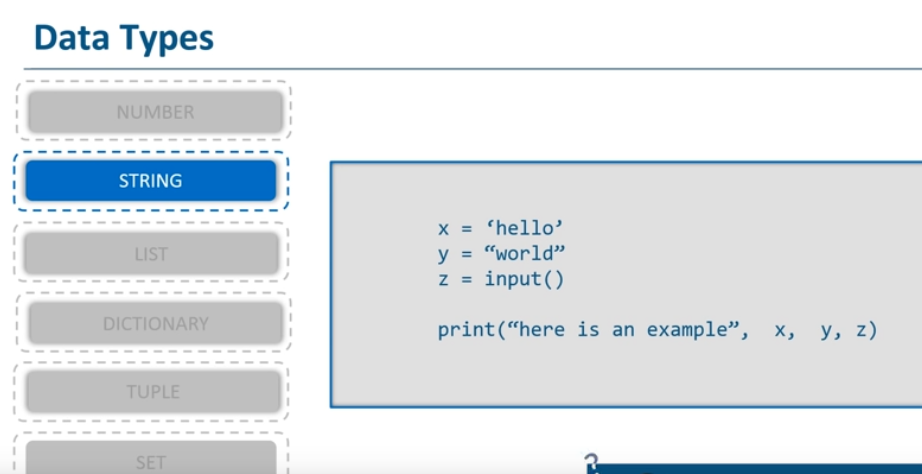 Data Types
NUMBER
STRING
LIST
DICTIONARY
TUPLE
SET
x = ‘hello’
y = “world”
z = input()
print(“here is an example”, x, y, z)